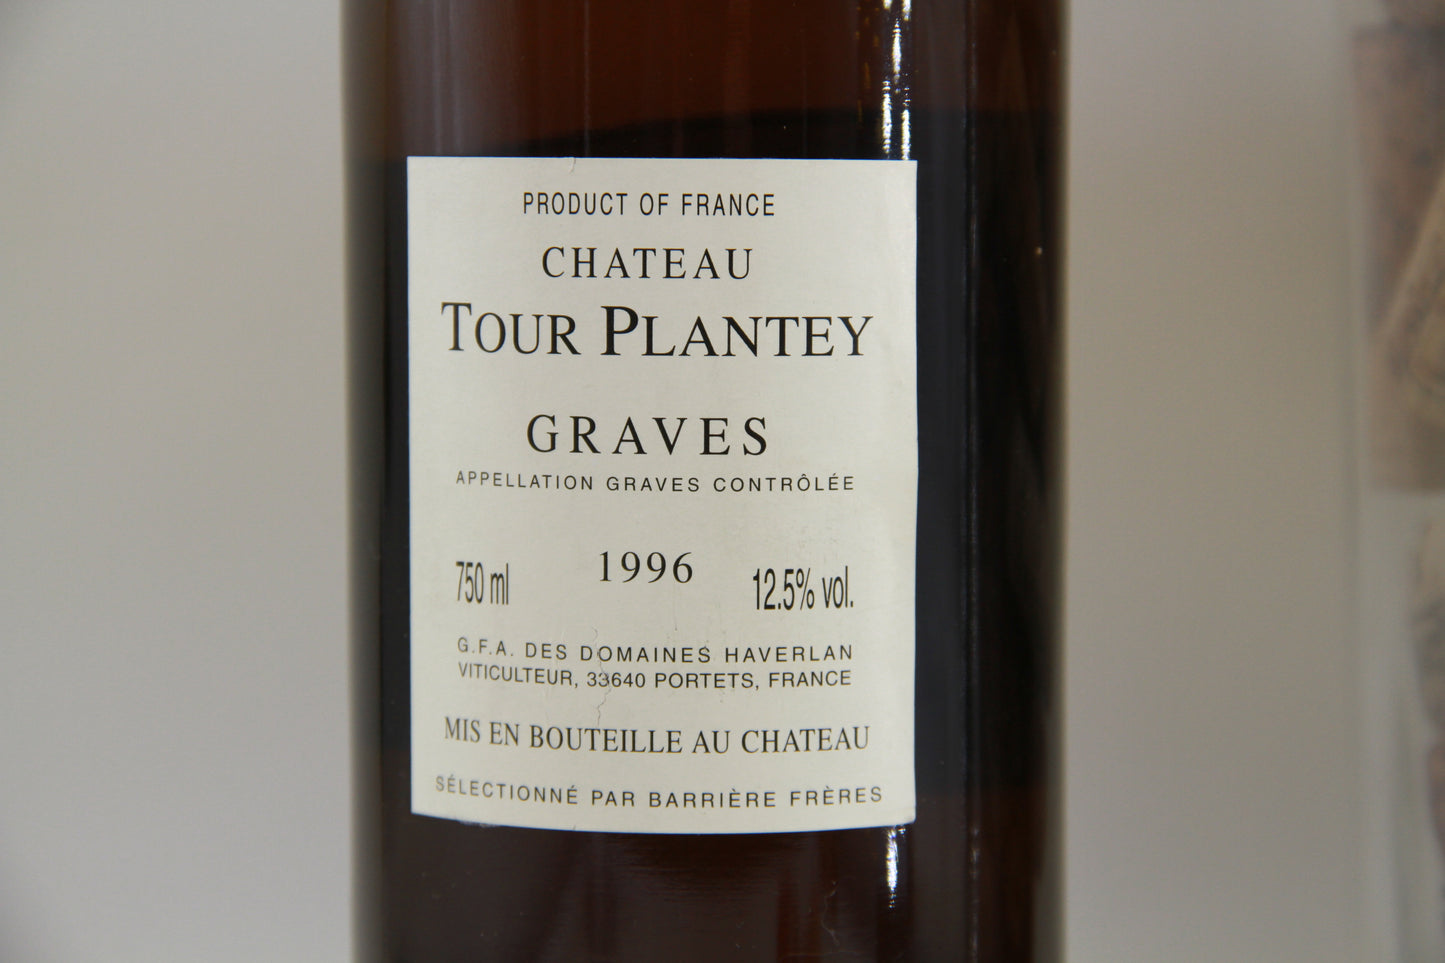 PRODUCT OF FRANCE
CHATEAU
TOUR PLANTEY
GRAVES
APPELLATION GRAVES CONTRÔLÉE
750 ml 1996 12.5% vol.
G.F.A. DES DOMAINES HAVERLAN
VITICULTEUR, 33640 PORTETS, FRANCE
MIS EN BOUTEILLE AU CHATEAU
SÉLECTIONNÉ PAR BARRIÈRE FRÈRES